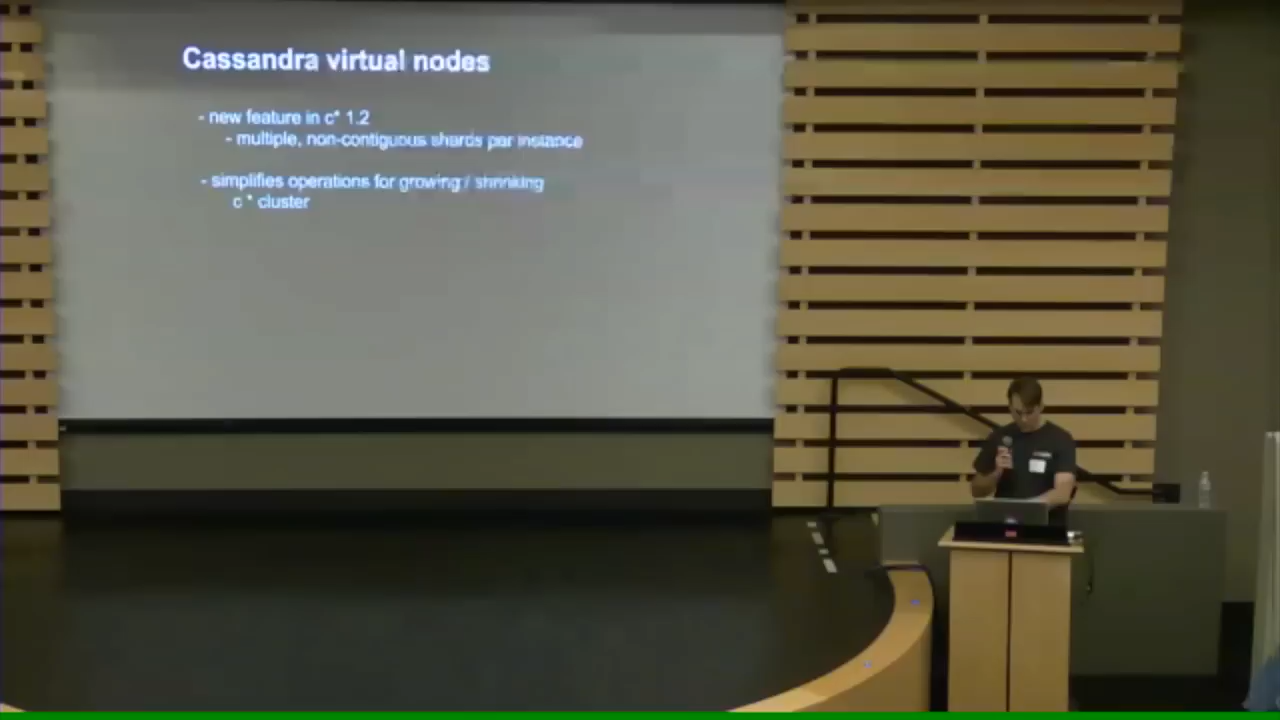 Cassandra virtual nodes
- new feature in c* 1.2
- multiple, non-contiguous shards per instance
- simplifies operations for growing / shrinking
c * cluster